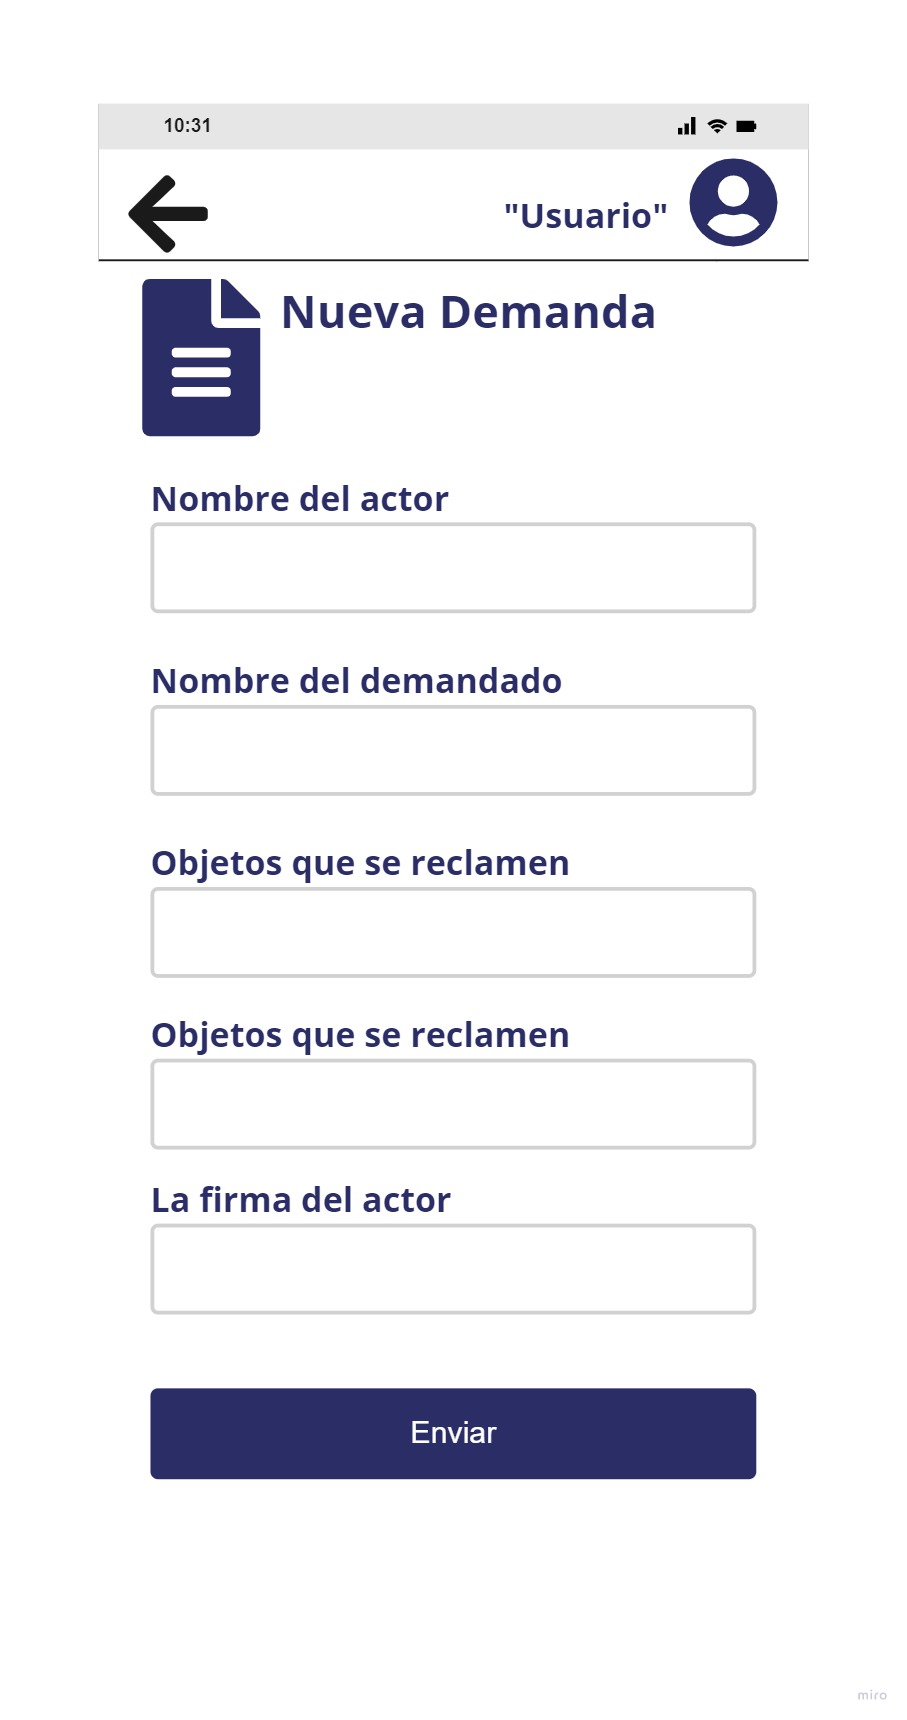 10:31
"Usuario"
Nueva Demanda
Nombre del actor
Nombre del demandado
Objetos que se reclamen
Objetos que se reclamen
La firma del actor
Enviar
miro